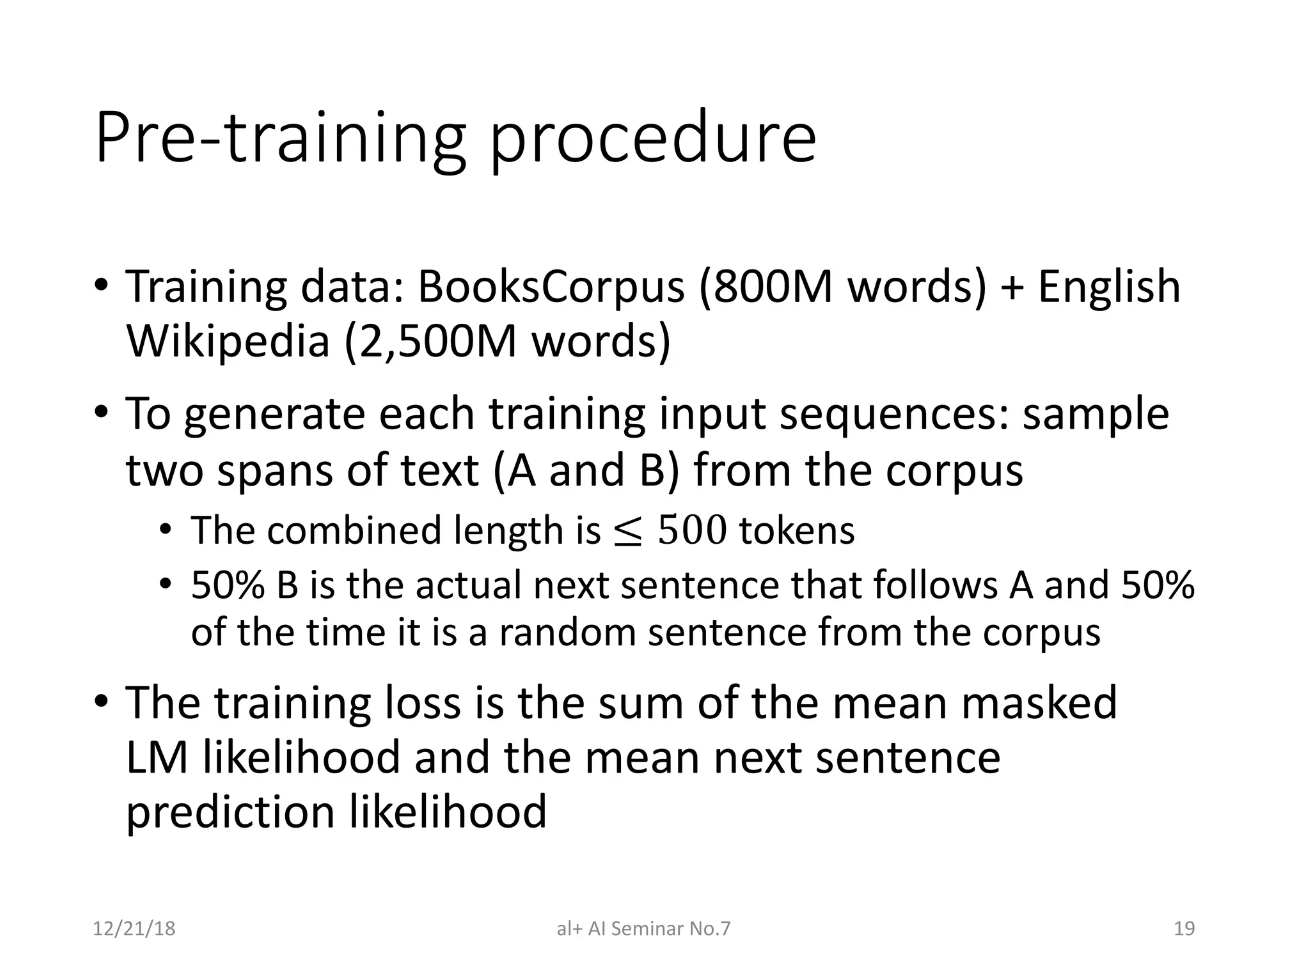 Pre-training procedure
• Training data: BooksCorpus (800M words) + English
Wikipedia (2,500M words)
• To generate each training input sequences: sample
two spans of text (A and B) from the corpus
• The combined length is ≤ 500 tokens
• 50% B is the actual next sentence that follows A and 50%
of the time it is a random sentence from the corpus
• The training loss is the sum of the mean masked
LM likelihood and the mean next sentence
prediction likelihood
12/21/18
al+ AI Seminar No.7
19